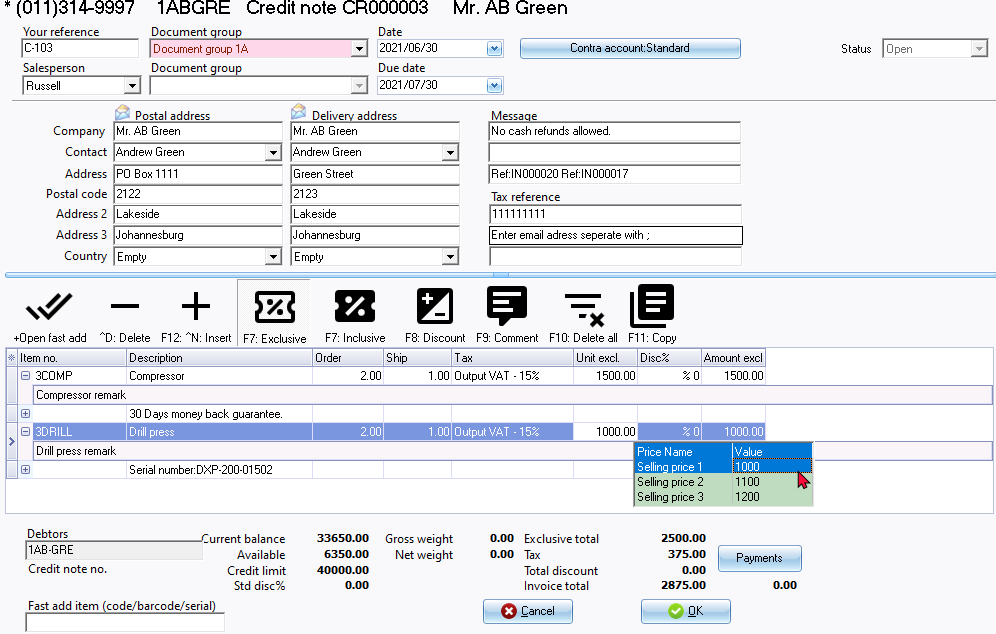 * (011)314-9997 1ABGRE Credit note CR000003 Mr. AB Green
Your reference Document group Date
C-103 Document group 1A 2021/06/30 Contra account:Standard Status Open
Salesperson Document group Due date
Russell 2021/07/30
Postal address Delivery address Message
Company Mr. AB Green Mr. AB Green No cash refunds allowed.
Contact Andrew Green Andrew Green
Address PO Box 1111 Green Street Ref:IN000020 Ref:IN000017
Postal code 2122 2123 Tax reference
Address 2 Lakeside Lakeside 111111111
Address 3 Johannesburg Johannesburg Enter email adress seperate with ;
Country Empty Empty
+Open fast add ^D: Delete F12: ^N: Insert F7: Exclusive F7: Inclusive F8: Discount F9: Comment F10: Delete all F11: Copy
Item no. Description Order Ship Tax Unit excl. Disc% Amount excl
3COMP Compressor 2.00 1.00 Output VAT - 15% 1500.00 % 0 1500.00
Compressor remark
30 Days money back guarantee.
3DRILL Drill press 2.00 1.00 Output VAT - 15% 1000.00 % 0 1000.00
Drill press remark Price Name Value
Serial number:DXP-200-01502 Selling price 1 1000
Selling price 2 1100
Selling price 3 1200
Debtors Current balance 33650.00 Gross weight 0.00 Exclusive total 2500.00
1AB-GRE Available 6350.00 Net weight 0.00 Tax 375.00 Payments
Credit note no. Credit limit 40000.00 Total discount 0.00
Std disc% 0.00 Invoice total 2875.00 0.00
Fast add item (code/barcode/serial) Cancel OK